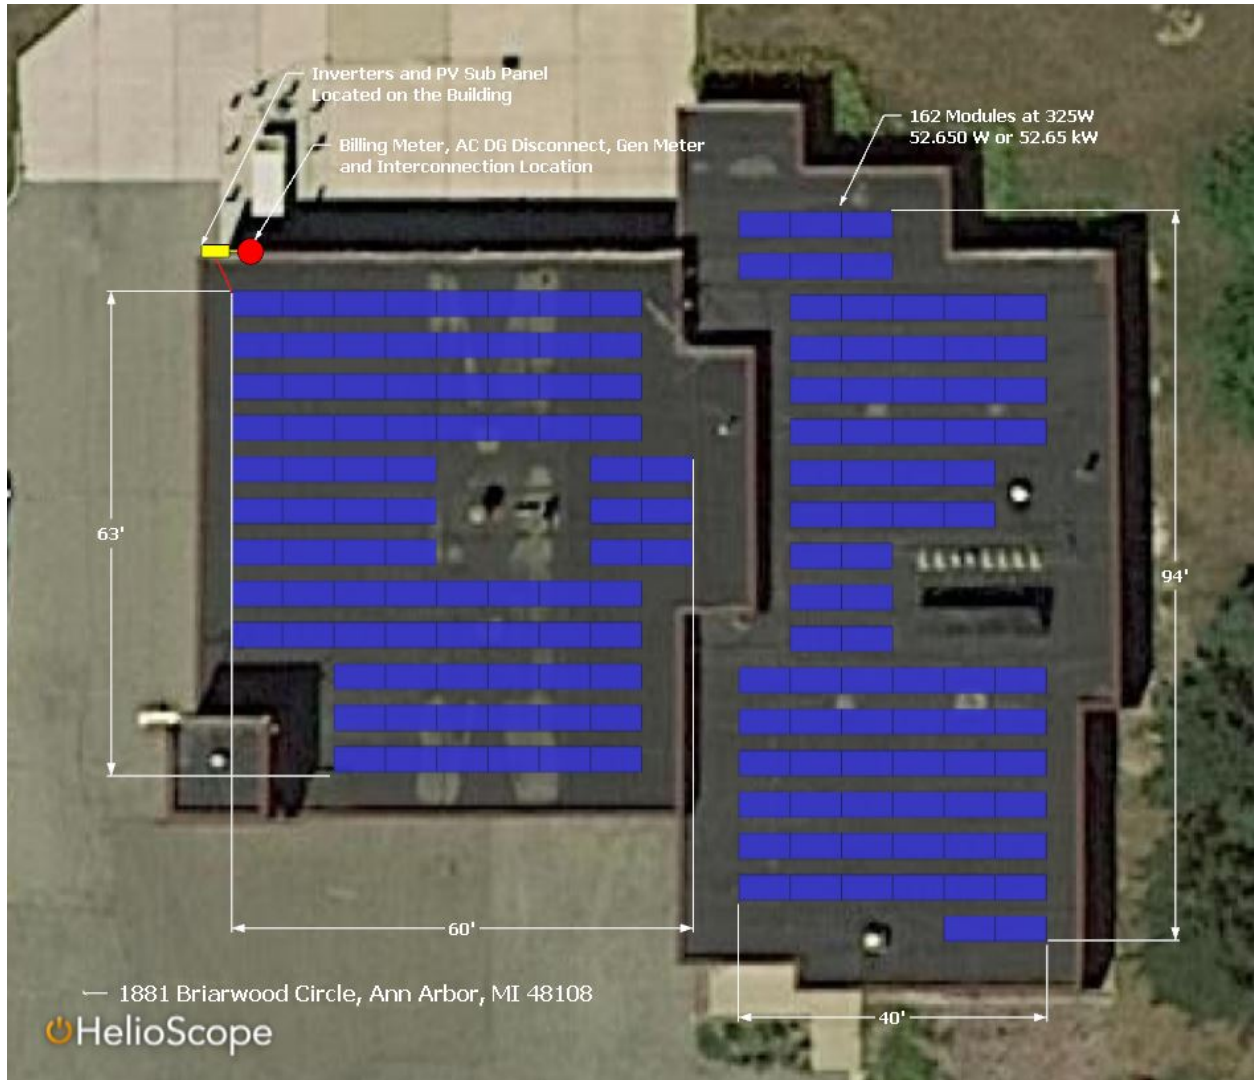 Inverters and PV Sub Panel
Located on the Building
Billing Meter, AC DG Disconnect, Gen Meter
and Interconnection Location
162 Modules at 325W
52.650 W or 52.65 kW
63'
94'
60'
40'
1881 Briarwood Circle, Ann Arbor, MI 48108
HelioScope